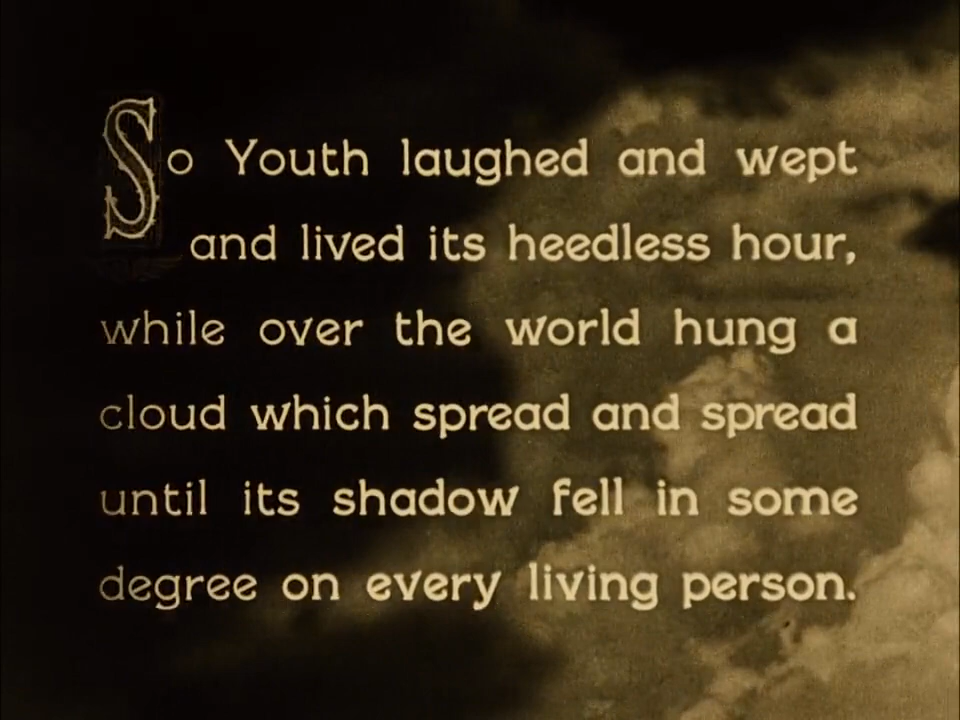 So Youth laughed and wept
and lived its heedless hour,
while over the world hung a
cloud which spread and spread
until its shadow fell in some
degree on every living person.